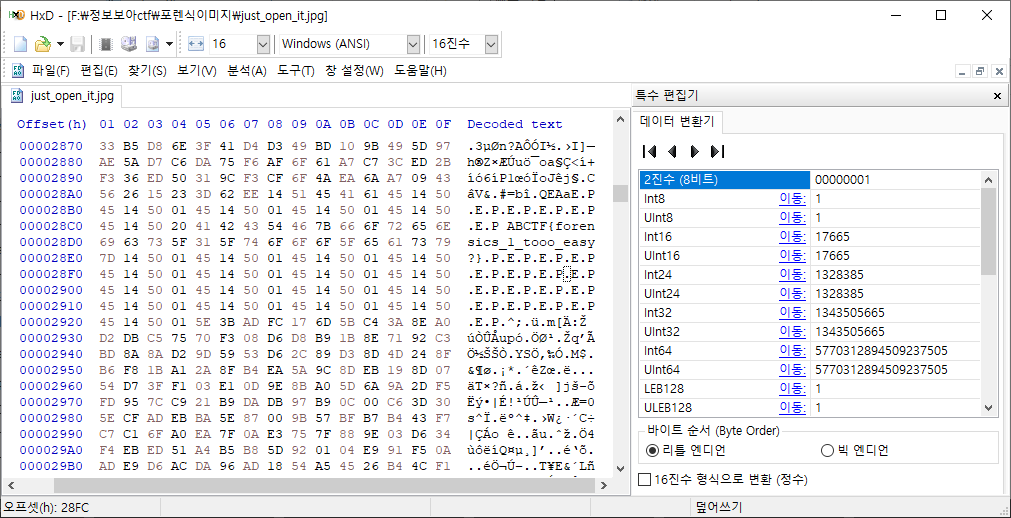 HxD - [F:₩정보보아ctf₩포렌식이미지₩just_open_it.jpg]
16 Windows (ANSI) 16진수
파일(F) 편집(E) 찾기(S) 보기(V) 분석(A) 도구(T) 창 설정(W) 도움말(H)
just_open_it.jpg
Offset(h) 01 02 03 04 05 06 07 08 09 0A 0B 0C 0D 0E 0F Decoded text
00002870 33 B5 D8 6E 3F 41 D4 D3 49 BD 10 9B 49 5D 97 .3µØn?AÔÓI½.›I]—
00002880 AE 5A D7 C6 DA 75 F6 AF 6F 61 A7 C7 3C ED 2B h®Z×ÆÚuö¯oa§Ç<í+
00002890 F3 36 ED 50 31 9C F3 CF 6F 4A EA 6A A7 09 43
000028A0 56 26 15 23 3D 62 EE 14 51 45 41 61 45 14 50 âV&.#=bî.QEAaE.P
000028B0 45 14 50 01 45 14 50 01 45 14 50 01 45 14 50 .E.P.E.P.E.P.E.P
000028C0 45 14 50 20 41 42 43 54 46 7B 66 6F 72 65 6E .E.P ABCTF{foren
000028D0 69 63 73 5F 31 5F 74 6F 6F 6F 5F 65 61 73 79 sics_1_tooo_easy
000028E0 7D 14 50 01 45 14 50 01 45 14 50 01 45 14 50 ?}.P.E.P.E.P.E.P
000028F0 45 14 50 01 45 14 50 01 45 14 50 01 45 14 50 .E.P.E.P.E.P.E.P
00002900 45 14 50 01 45 14 50 01 45 14 50 01 45 14 50 .E.P.E.P.E.P.E.P
00002910 45 14 50 01 45 14 50 01 45 14 50 01 45 14 50 .E.P.E.P.E.P.E.P
00002920 45 14 50 01 5E 3B AD FC 17 6D 5B C4 3A 8E A0 .E.P.^;.ü.m[Ä:Ž
00002930 D2 DB C5 75 70 F3 08 D6 D8 B9 1B 8E 71 92 C3 úÒÛÅupó.ÖØ¹.Žq’Ã
00002940 BD 8A 8A D2 9D 59 53 D6 2C 89 D3 8D 4D 24 8F Ö½ŠŠÒ.YSÖ,‰Ó.M$.
00002950 B6 F8 1B A1 2A 8F B4 EA 5A 9C 8D EB 19 8D 07 &¶ø.¡*.´êZœ.ë...
00002960 54 D7 3F F1 03 E1 0D 9E 8B A0 5D 6A 9A 2D F5
00002970 FD 95 7C C9 21 B9 DA DB 97 B9 0C 00 C6 3D 30
00002980 5E CF AD EB BA 5E 87 00 9B 57 BF B7 B4 43 F7
00002990 C7 C1 6F A0 EA 7F 0A E3 75 7F 88 9E 03 D6 34
000029A0 F4 EB ED 51 A4 B5 B8 5D 92 01 04 E9 91 F5 0A
000029B0 AD E9 D6 AC DA 96 AD 18 54 A5 45 26 B4 4C F1
오프셋(h): 28FC 덮어쓰기
특수 편집기
데이터 변환기
2진수 (8비트) 00000001
Int8 이동: 1
UInt8 이동: 1
Int16 이동: 17665
UInt16 이동: 17665
Int24 이동: 1328385
UInt24 이동: 1328385
Int32 이동: 1343505665
UInt32 이동: 1343505665
Int64 이동: 5770312894509237505
UInt64 이동: 5770312894509237505
LEB128 이동: 1
ULEB128 이동: 1
바이트 순서 (Byte Order)
리틀 엔디언 빅 엔디언
16진수 형식으로 변환 (정수)